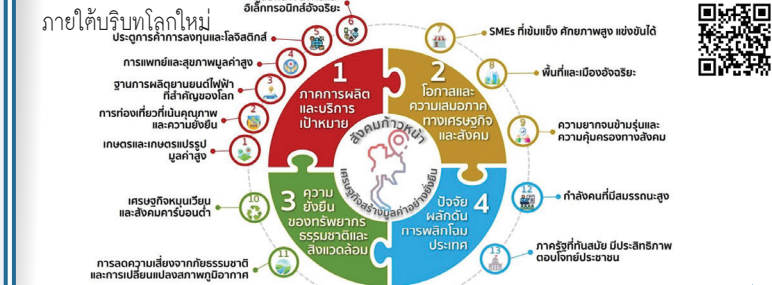 ภายใต้บริบทโลกใหม่
อิเล็กทรอนิกส์อัจฉริยะ
ประตูการค้าการลงทุนและโลจิสติกส์
การแพทย์และสุขภาพมูลค่าสูง
ฐานการผลิตยานยนต์ไฟฟ้า
ที่สำคัญของโลก
การท่องเที่ยวที่เน้นคุณภาพ
และความยั่งยืน
เกษตรและเกษตรแปรรูป
มูลค่าสูง
6
5
4
3
2
1
1
ภาคการผลิต
และบริการ
เป้าหมาย
2
โอกาสและ
ความเสมอภาค
ทางเศรษฐกิจ
และสังคม
7
SMEs ที่เข้มแข็ง ศักยภาพสูง แข่งขันได้
8
พื้นที่และเมืองอัจฉริยะ
9
ความยากจนข้ามรุ่นและ
ความคุ้มครองทางสังคม
สังคมก้าวหน้า
เศรษฐกิจสร้างมูลค่าอย่างยั่งยืน
3 ความ
ยั่งยืน
ของทรัพยากร
ธรรมชาติและ
สิ่งแวดล้อม
10
เศรษฐกิจหมุนเวียน
และสังคมคาร์บอนต่ำ
11
การลดความเสี่ยงจากภัยธรรมชาติ
และการเปลี่ยนแปลงสภาพภูมิอากาศ
ปัจจัย 4
ผลักดัน
การพลิกโฉม
ประเทศ
12
กำลังคนที่มีสมรรถนะสูง
13
ภาครัฐที่ทันสมัย มีประสิทธิภาพ
ตอบโจทย์ประชาชน